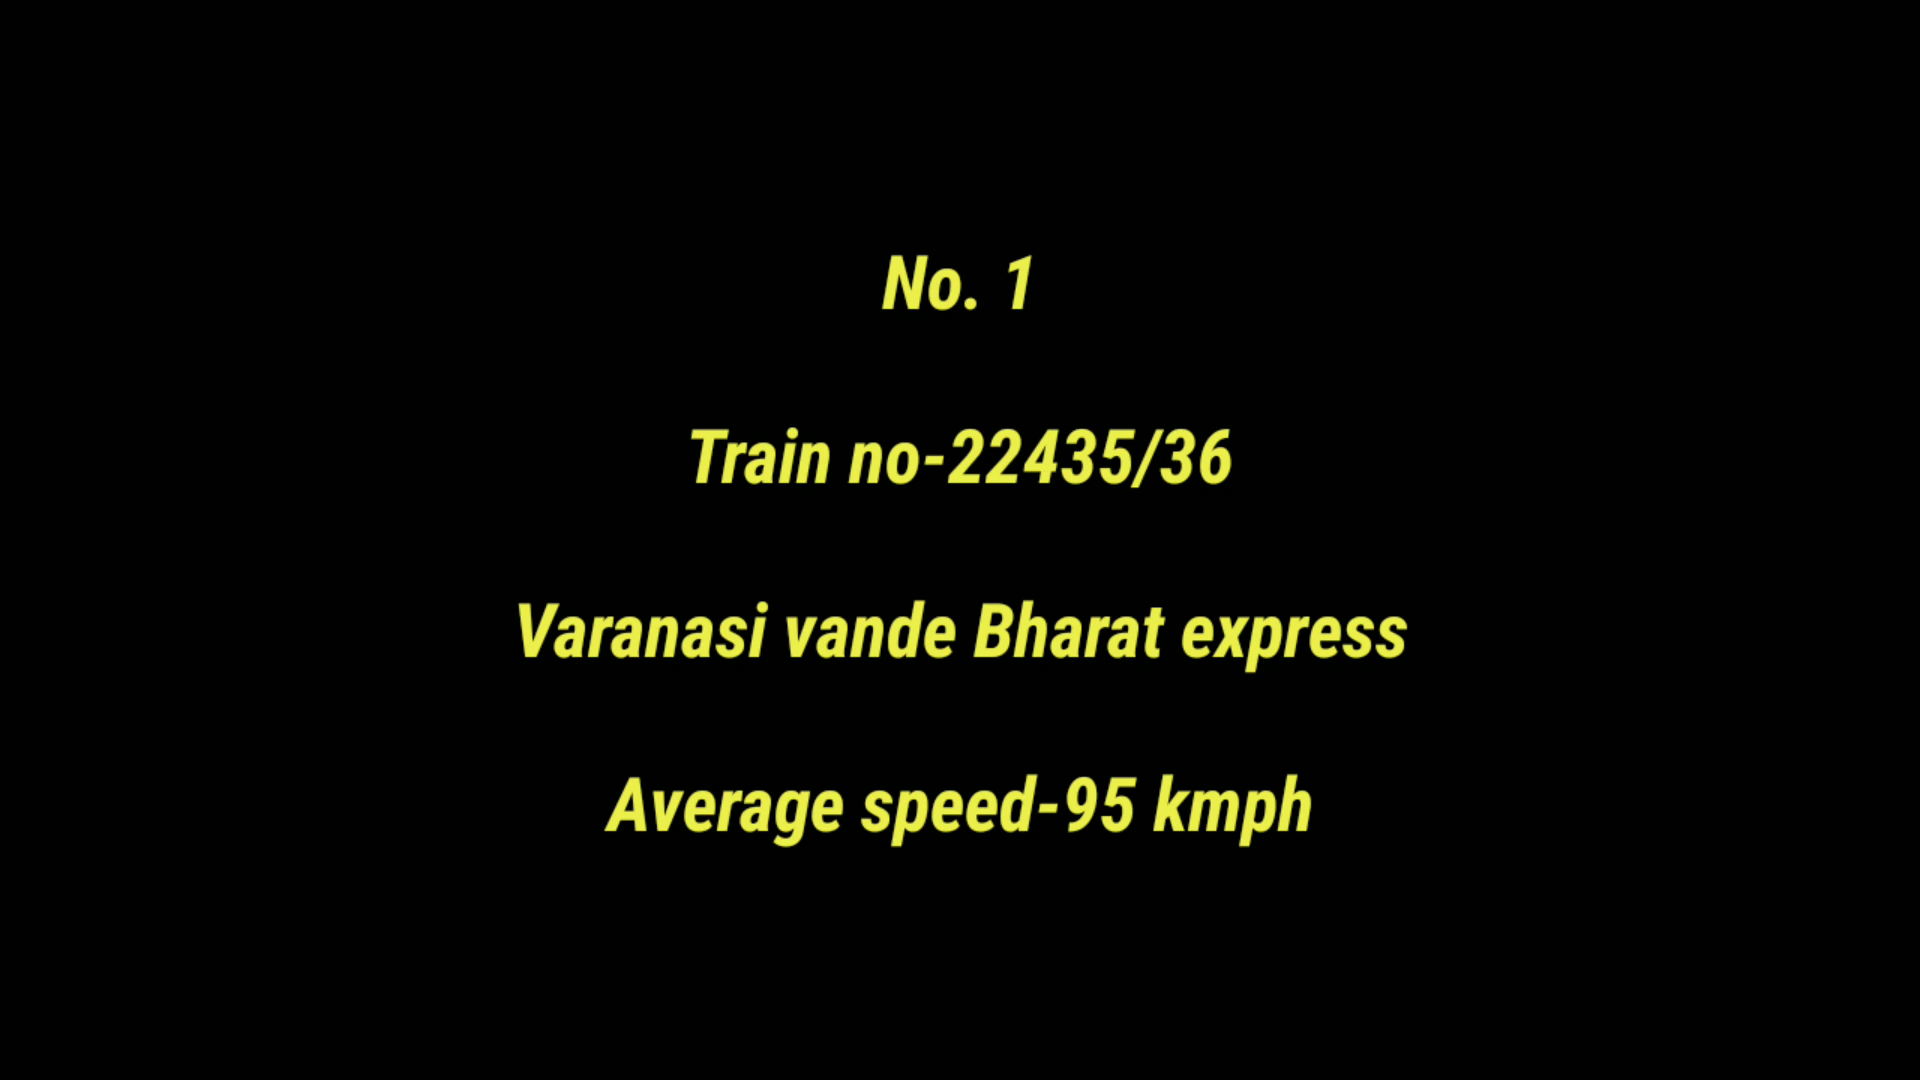 No. 1
Train no-22435/36
Varanasi vande Bharat express
Average speed-95 kmph